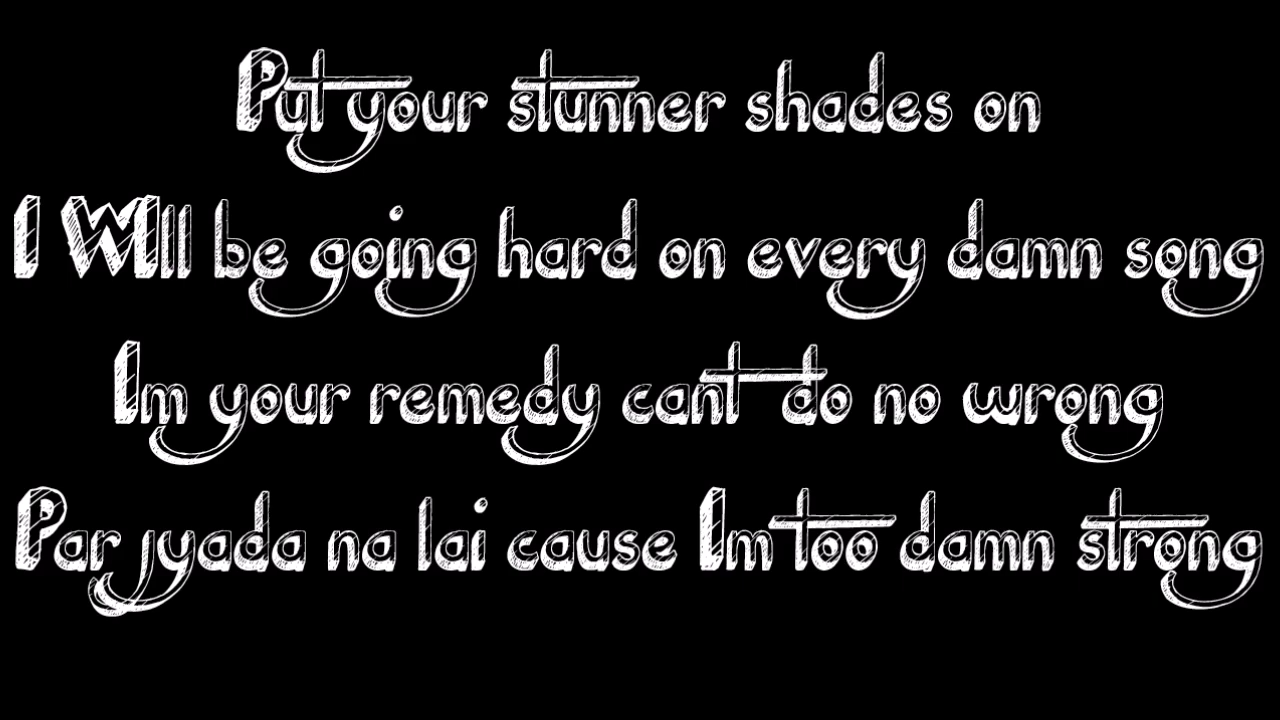 Put your stunner shades on
I WIll be going hard on every damn song
Im your remedy cant do no wrong
Par jyada na lai cause Im too damn strong